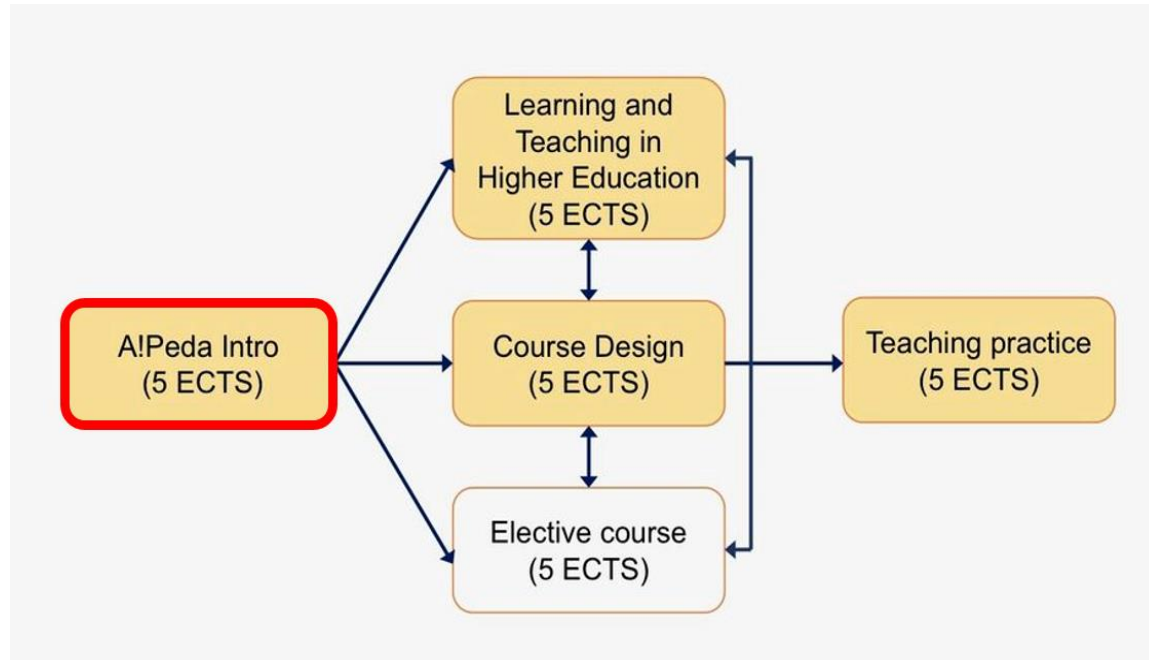 Learning and
Teaching in
Higher Education
(5 ECTS)
A!Peda Intro
(5 ECTS)
Course Design
(5 ECTS)
Teaching practice
(5 ECTS)
Elective course
(5 ECTS)